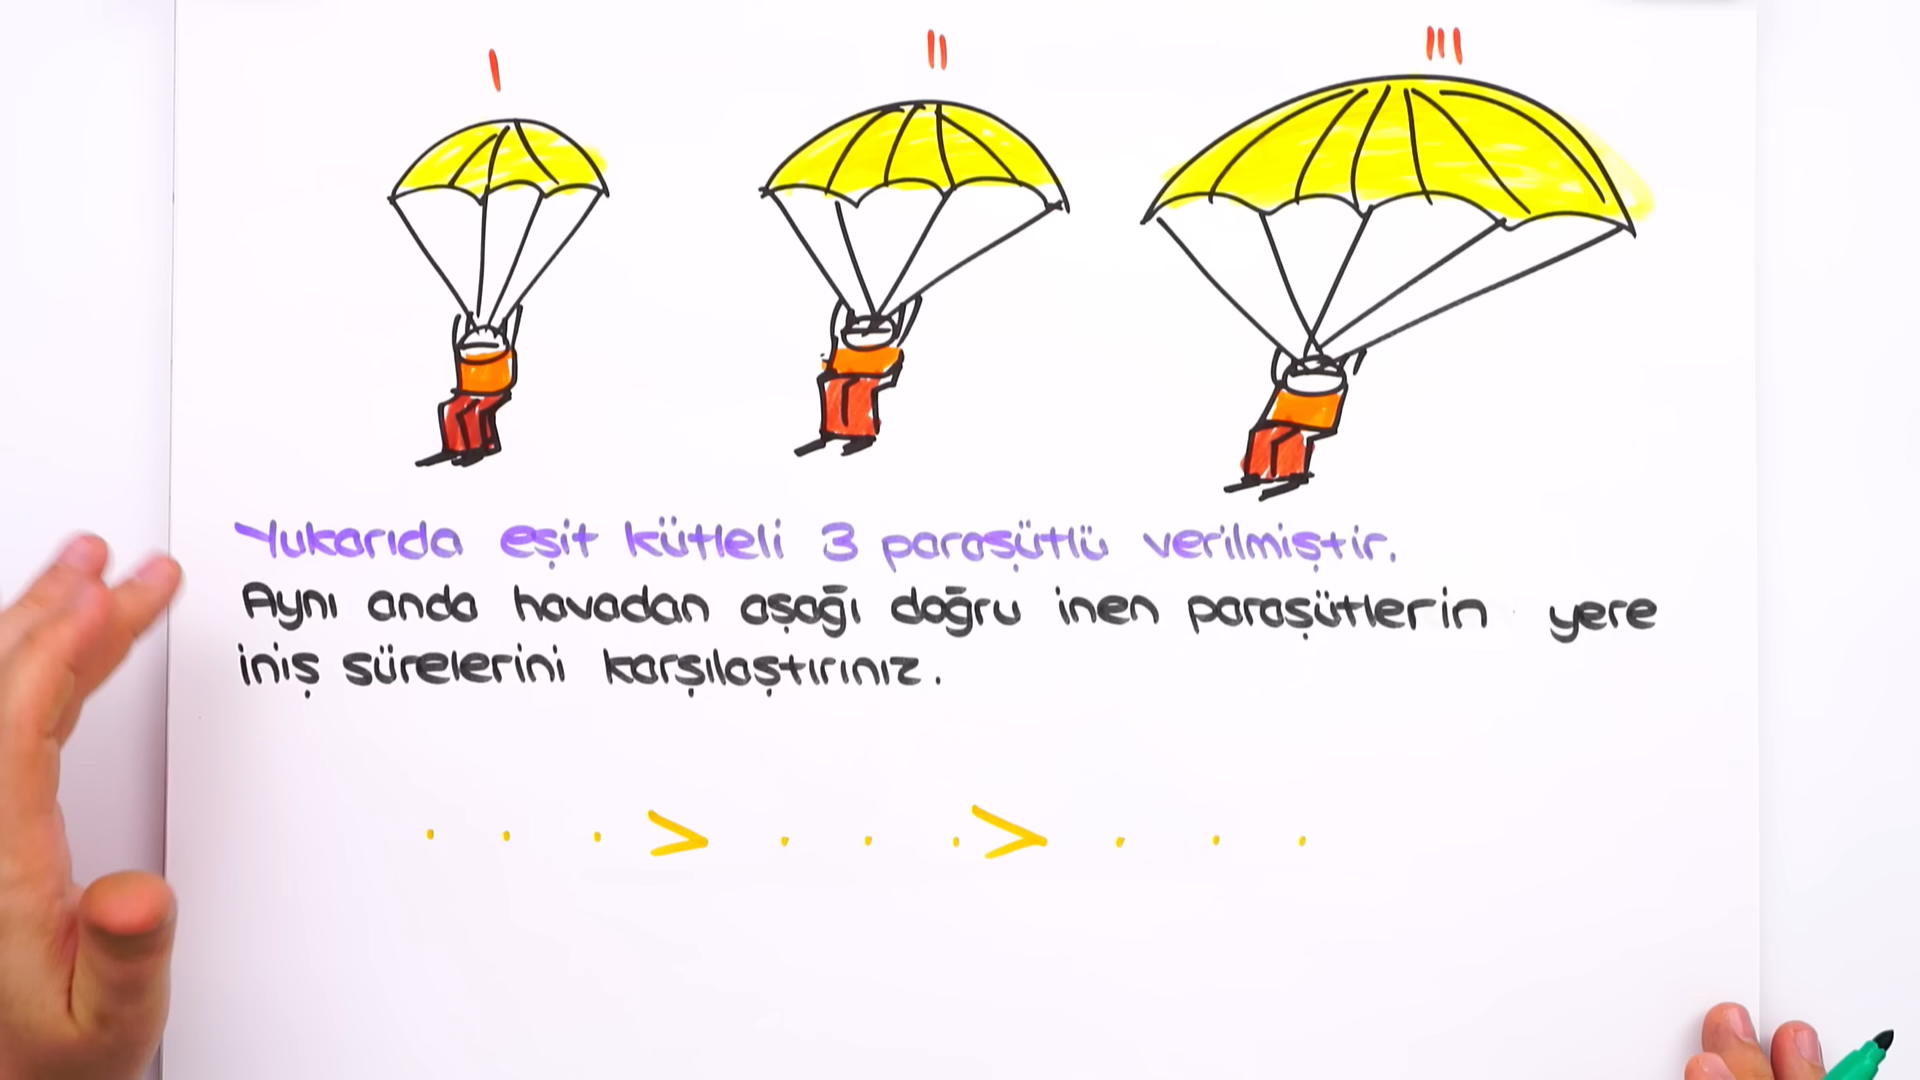 I
II
III
Yukarıda eşit kütleli 3 paraşütlü verilmiştir.
Aynı anda havadan aşağı doğru inen paraşütlerin yere
iniş sürelerini karşılaştırınız.
. . . > . . . > . . .